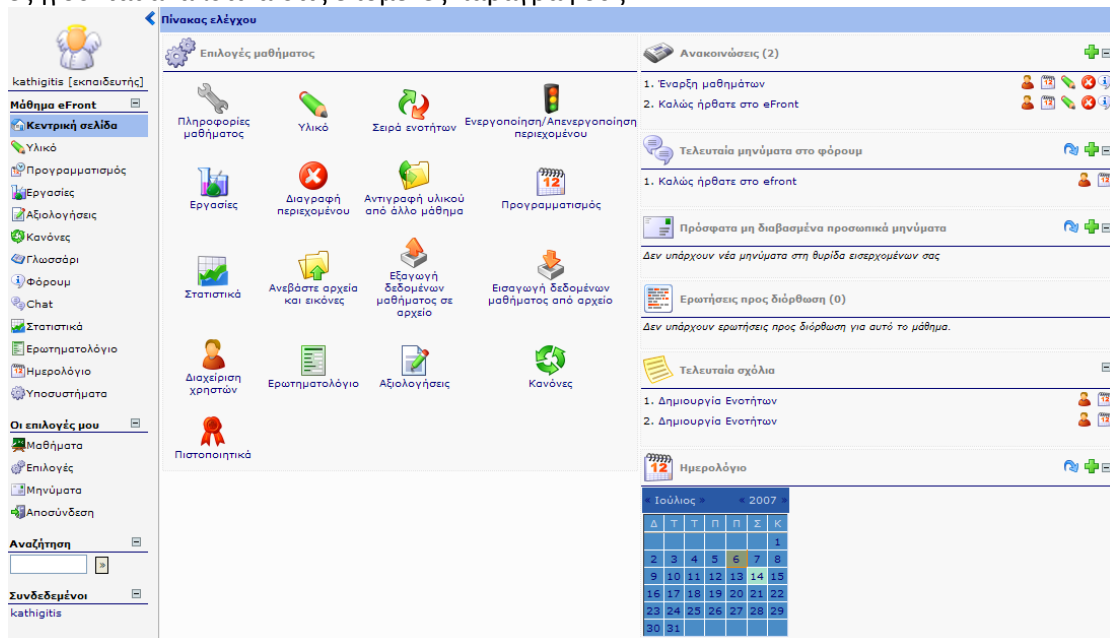 Πίνακας ελέγχου
kathigitis [εκπαιδευτής]
Μάθημα eFront
Κεντρική σελίδα
Υλικό
Προγραμματισμός
Εργασίες
Αξιολογήσεις
Κανόνες
Γλωσσάρι
Φόρουμ
Chat
Στατιστικά
Ερωτηματολόγιο
Ημερολόγιο
Υποσυστήματα
Οι επιλογές μου
Μαθήματα
Επιλογές
Μηνύματα
Αποσύνδεση
Αναζήτηση
»
Συνδεδεμένοι
kathigitis
Επιλογές μαθήματος
Πληροφορίες μαθήματος
Υλικό
Σειρά ενοτήτων
Ενεργοποίηση/Απενεργοποίηση περιεχομένου
Εργασίες
Διαγραφή περιεχομένου
Αντιγραφή υλικού από άλλο μάθημα
Προγραμματισμός
Στατιστικά
Ανεβάστε αρχεία και εικόνες
Εξαγωγή δεδομένων μαθήματος σε αρχείο
Εισαγωγή δεδομένων μαθήματος από αρχείο
Διαχείριση χρηστών
Ερωτηματολόγιο
Αξιολογήσεις
Κανόνες
Πιστοποιητικά
Ανακοινώσεις (2)
1. Έναρξη μαθημάτων
2. Καλώς ήρθατε στο eFront
Τελευταία μηνύματα στο φόρουμ
1. Καλώς ήρθατε στο efront
Πρόσφατα μη διαβασμένα προσωπικά μηνύματα
Δεν υπάρχουν νέα μηνύματα στη θυρίδα εισερχομένων σας
Ερωτήσεις προς διόρθωση (0)
Δεν υπάρχουν ερωτήσεις προς διόρθωση για αυτό το μάθημα.
Τελευταία σχόλια
1. Δημιουργία Ενοτήτων
2. Δημιουργία Ενοτήτων
Ημερολόγιο
« Ιούλιος » « 2007 »
Δ Τ Τ Π Π Σ Κ
1
2 3 4 5 6 7 8
9 10 11 12 13 14 15
16 17 18 19 20 21 22
23 24 25 26 27 28 29
30 31